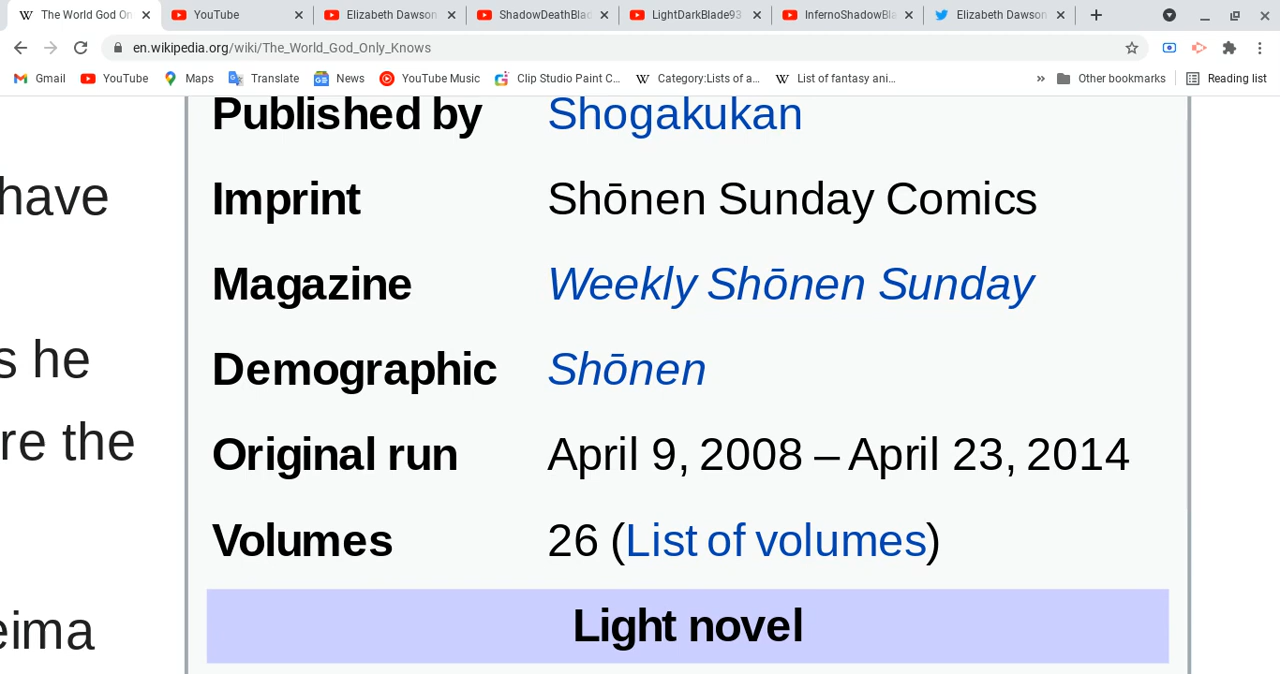 The World God On
YouTube
Elizabeth Dawson
ShadowDeathBlad
LightDarkBlade93
InfernoShadowBla
Elizabeth Dawson
en.wikipedia.org/wiki/The_World_God_Only_Knows
Gmail YouTube Maps Translate News YouTube Music Clip Studio Paint C... Category:Lists of a... List of fantasy ani... » Other bookmarks Reading list
Published by Shogakukan
have
Imprint Shōnen Sunday Comics
Magazine Weekly Shōnen Sunday
s he
Demographic Shōnen
re the
Original run April 9, 2008 – April 23, 2014
Volumes 26 (List of volumes)
eima
Light novel